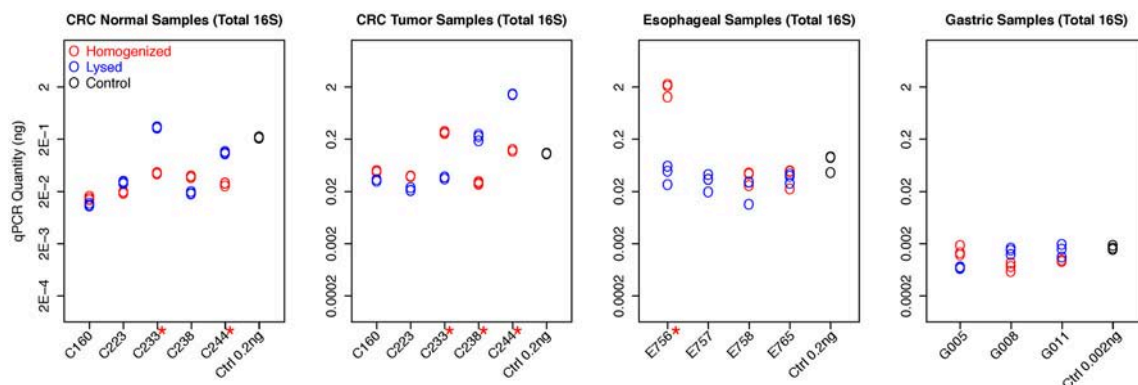 CRC Normal Samples (Total 16S)
CRC Tumor Samples (Total 16S)
Esophageal Samples (Total 16S)
Gastric Samples (Total 16S)
Homogenized
Lysed
Control
qPCR Quantity (ng)
2
2E−1
2E−2
2E−3
2E−4
2
0.2
0.02
0.002
0.0002
2
0.2
0.02
0.002
0.0002
2
0.2
0.02
0.002
0.0002
C160
C223
C233*
C238
C244*
Ctrl 0.2ng
C160
C223
C233*
C238*
C244*
Ctrl 0.2ng
E756*
E757
E758
E765
Ctrl 0.2ng
G005
G008
G011
Ctrl 0.002ng